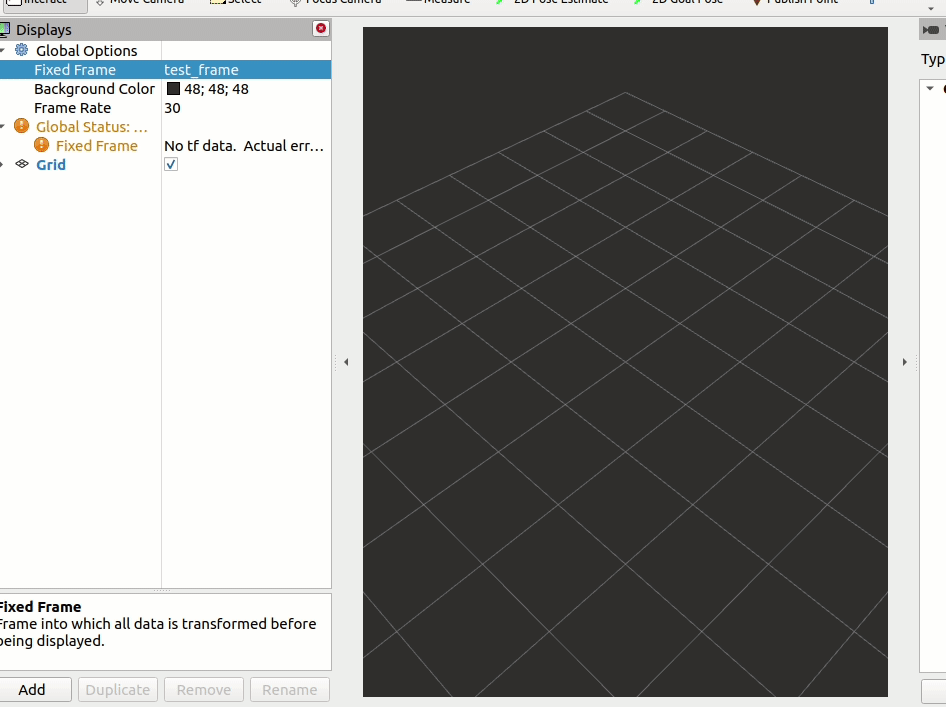 Interact Move Camera Select Focus Camera Measure 2D Pose Estimate 2D Goal Pose Publish Point
Displays
Global Options
Fixed Frame test_frame
Background Color 48; 48; 48
Frame Rate 30
Global Status: ...
Fixed Frame No tf data.  Actual err...
Grid
Fixed Frame
Frame into which all data is transformed before
being displayed.
Add Duplicate Remove Rename
Typ